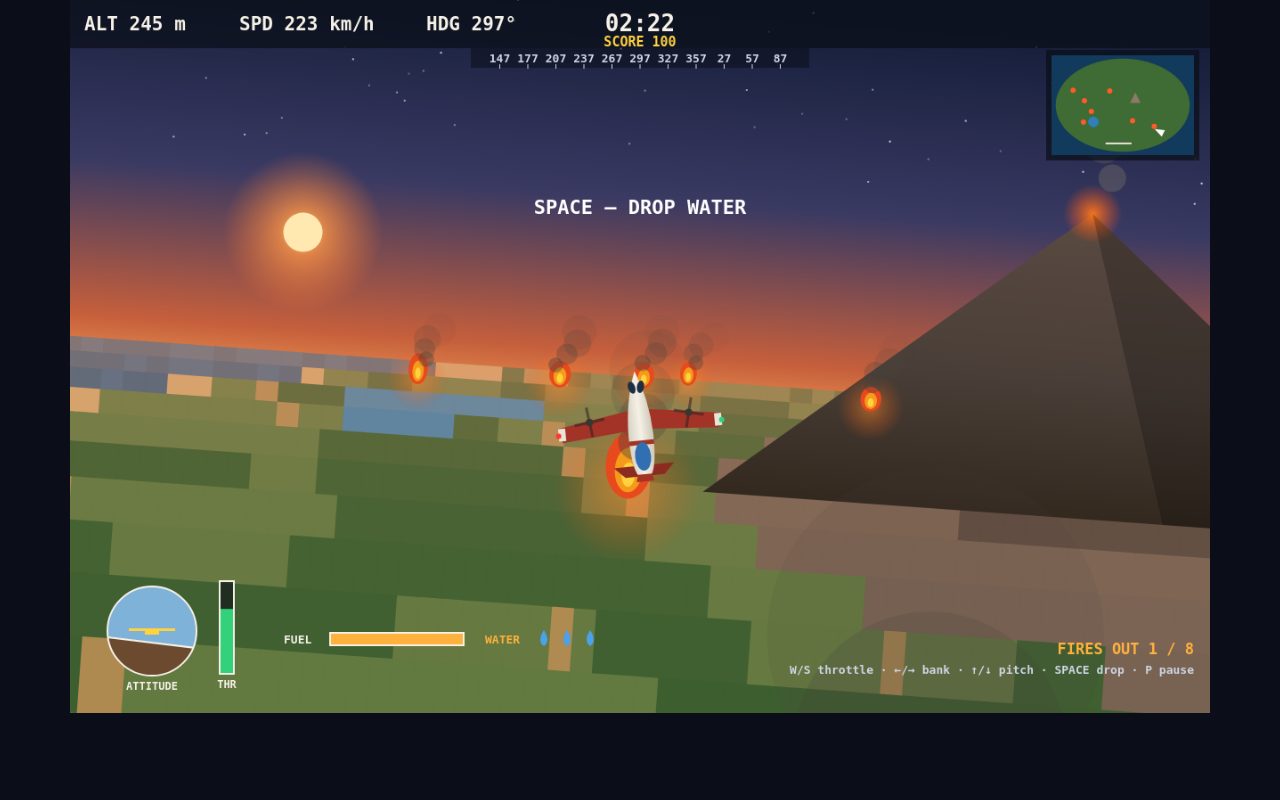 ALT 245 m SPD 223 km/h HDG 297° 02:22
SCORE 100
147 177 207 237 267 297 327 357 27 57 87
SPACE — DROP WATER
FUEL WATER
ATTITUDE THR
FIRES OUT 1 / 8
W/S throttle · ←/→ bank · ↑/↓ pitch · SPACE drop · P pause